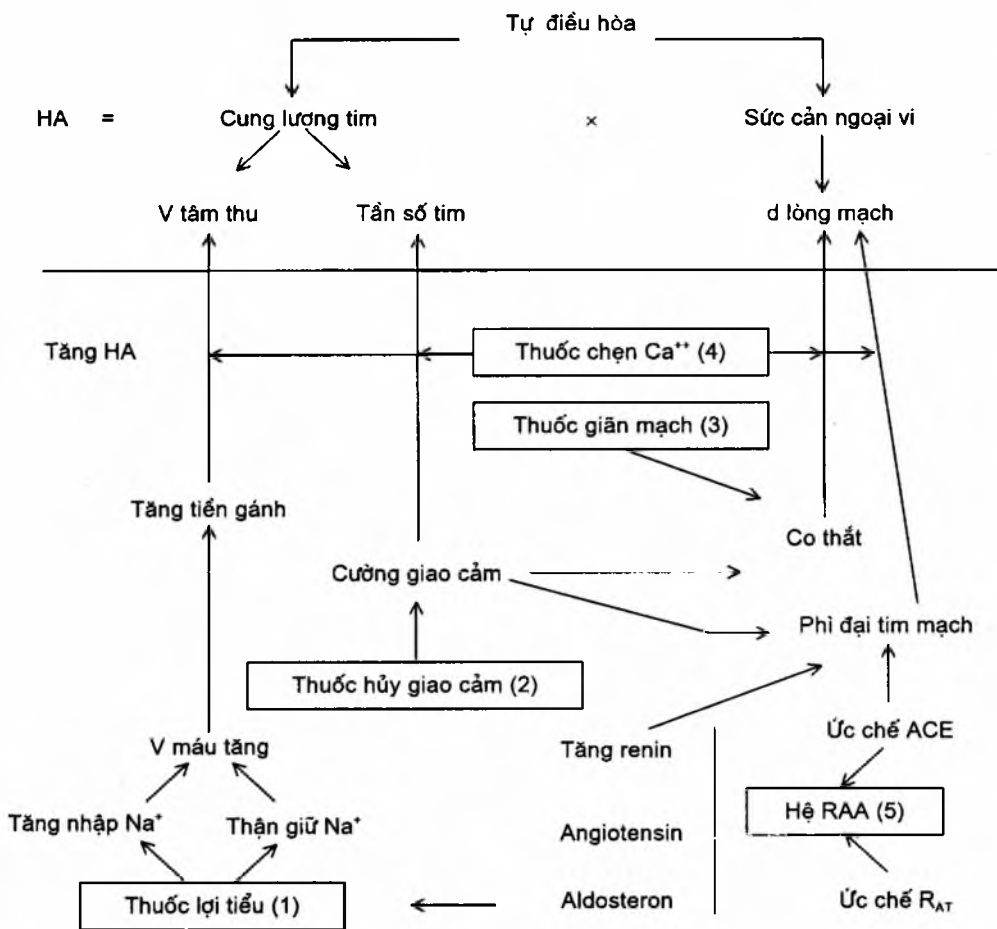 Tự điều hòa
HA = Cung lương tim × Sức cản ngoại vi
V tâm thu Tần số tim d lòng mạch
Tăng HA Thuốc chẹn Ca⁺⁺ (4)
Thuốc giãn mạch (3)
Tăng tiền gánh
Co thắt
Cường giao cảm
Phì đại tim mạch
Thuốc hủy giao cảm (2)
V máu tăng Tăng renin Ức chế ACE
Tăng nhập Na⁺ Thận giữ Na⁺ Hệ RAA (5)
Angiotensin
Thuốc lợi tiểu (1) Aldosteron Ức chế R_AT